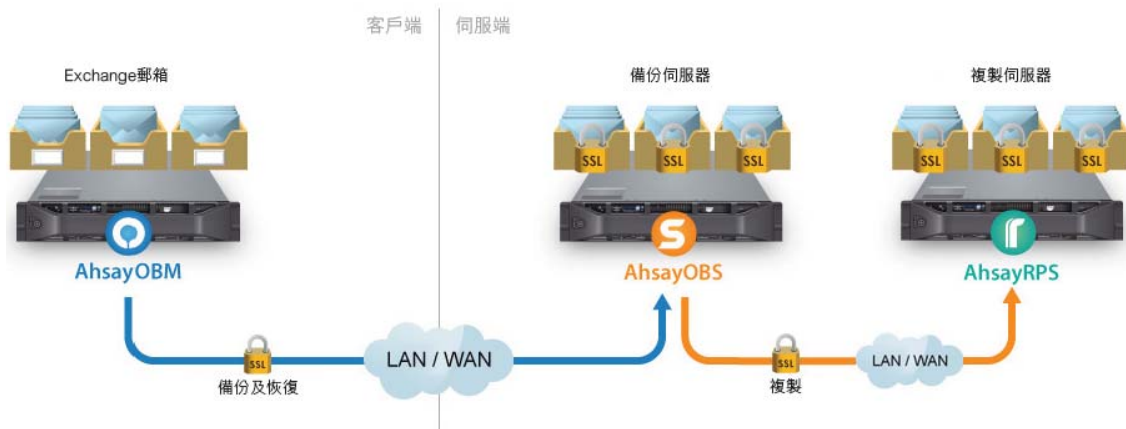 客戶端
伺服端
Exchange郵箱
備份伺服器
複製伺服器
SSL
SSL
SSL
SSL
SSL
SSL
AhsayOBM
AhsayOBS
AhsayRPS
SSL
LAN / WAN
SSL
LAN / WAN
備份及恢復
複製